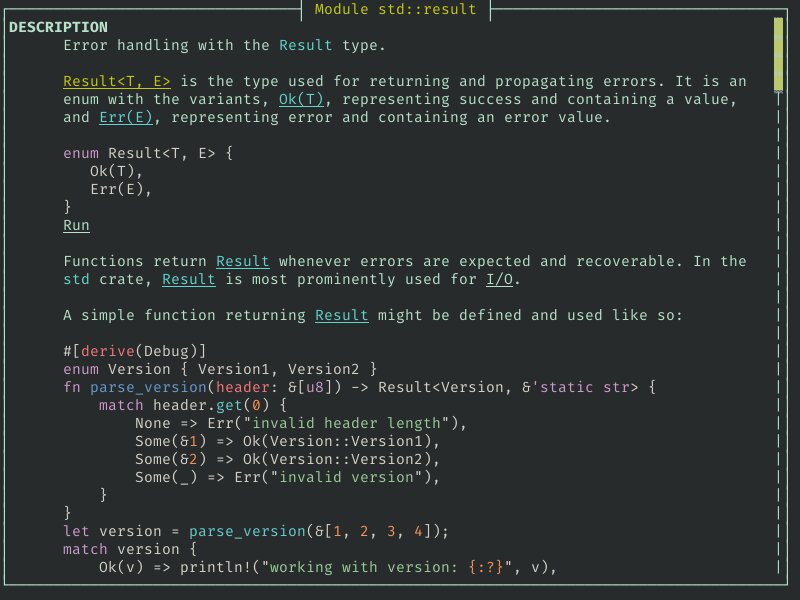 Module std::result
DESCRIPTION
Error handling with the Result type.
Result<T, E> is the type used for returning and propagating errors. It is an
enum with the variants, Ok(T), representing success and containing a value,
and Err(E), representing error and containing an error value.
enum Result<T, E> {
Ok(T),
Err(E),
}
Run
Functions return Result whenever errors are expected and recoverable. In the
std crate, Result is most prominently used for I/O.
A simple function returning Result might be defined and used like so:
#[derive(Debug)]
enum Version { Version1, Version2 }
fn parse_version(header: &[u8]) -> Result<Version, &'static str> {
match header.get(0) {
None => Err("invalid header length"),
Some(&1) => Ok(Version::Version1),
Some(&2) => Ok(Version::Version2),
Some(_) => Err("invalid version"),
}
}
let version = parse_version(&[1, 2, 3, 4]);
match version {
Ok(v) => println!("working with version: {:?}", v),